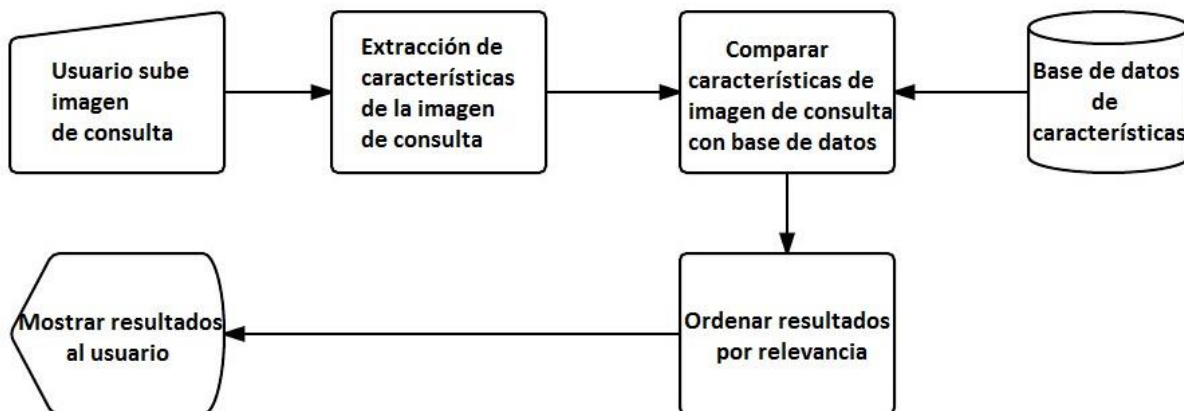 Usuario sube
imagen
de consulta
Extracción de
características
de la imagen
de consulta
Comparar
características de
imagen de consulta
con base de datos
Base de datos
de
características
Mostrar resultados
al usuario
Ordenar resultados
por relevancia